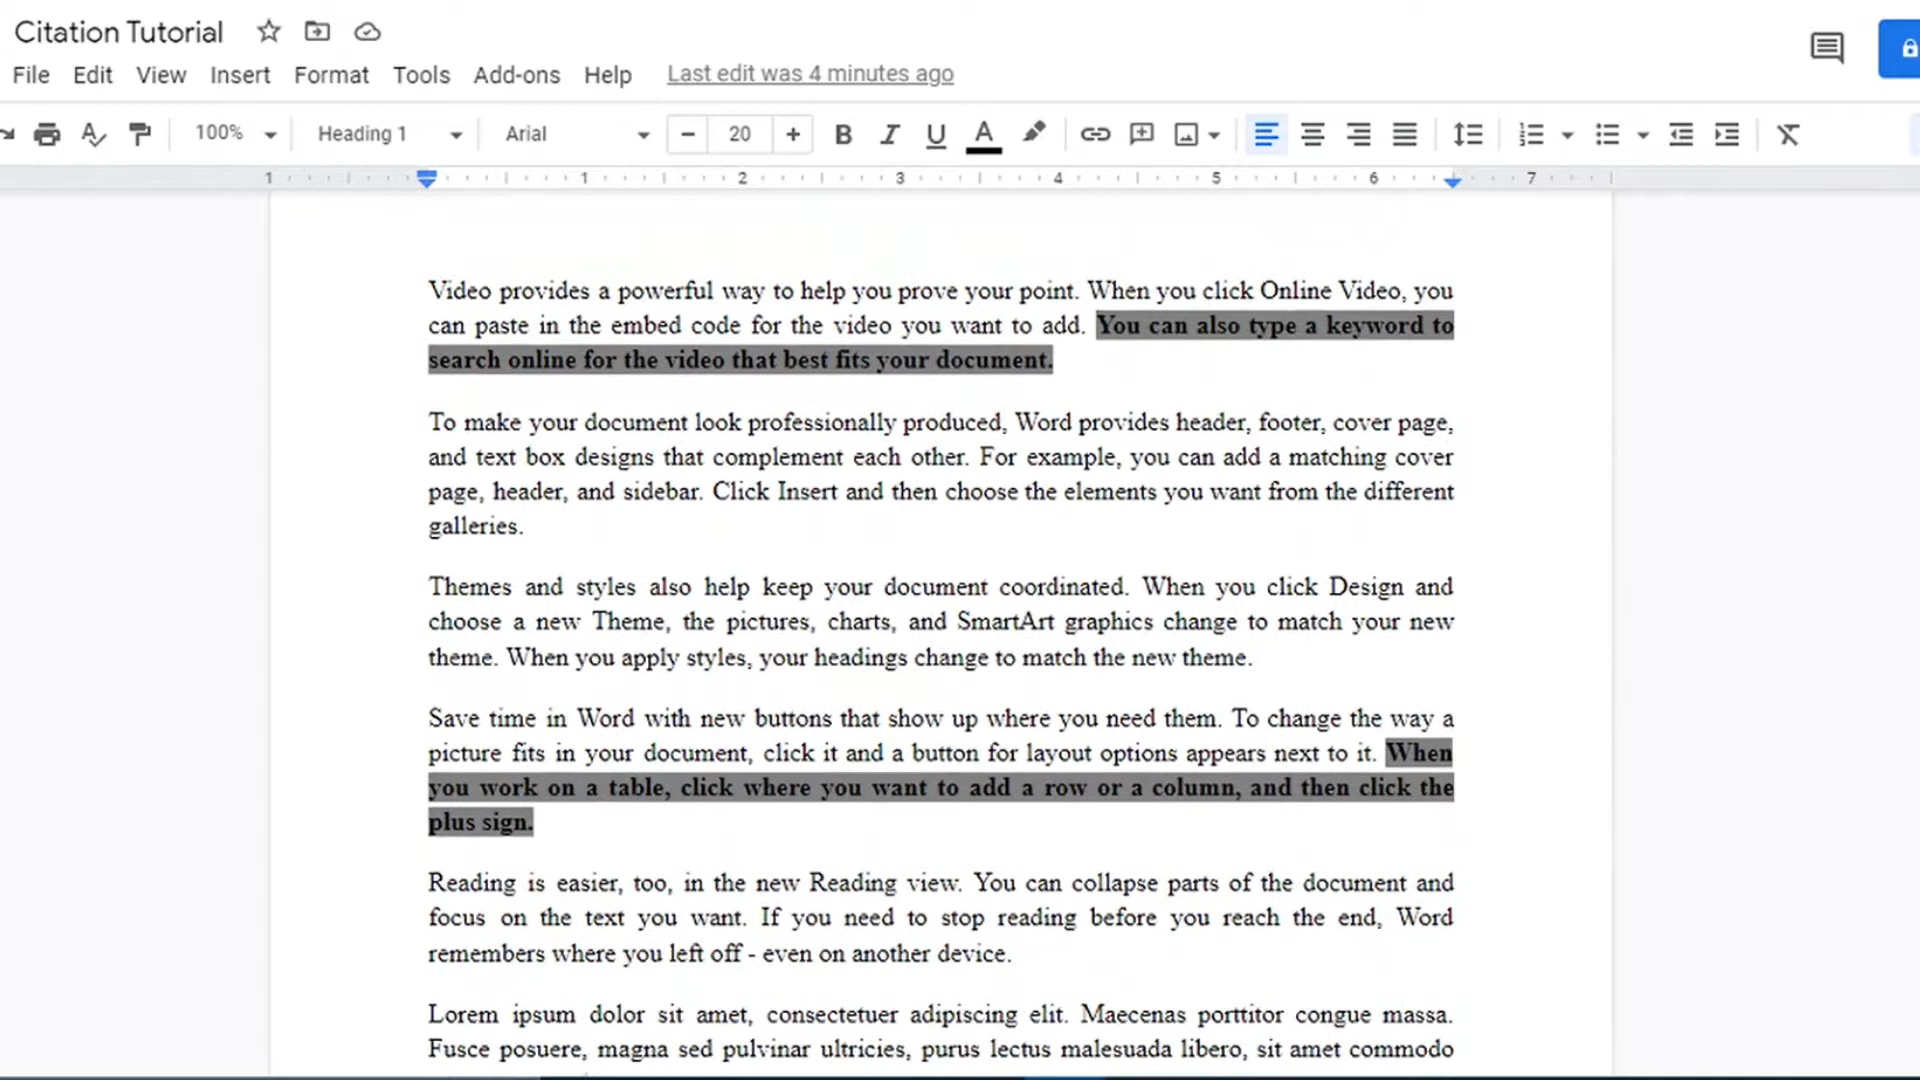 Citation Tutorial
File Edit View Insert Format Tools Add-ons Help Last edit was 4 minutes ago
100% Heading 1 Arial − 20 + B I U A
1 1 2 3 4 5 6 7
Video provides a powerful way to help you prove your point. When you click Online Video, you
can paste in the embed code for the video you want to add. You can also type a keyword to
search online for the video that best fits your document.
To make your document look professionally produced, Word provides header, footer, cover page,
and text box designs that complement each other. For example, you can add a matching cover
page, header, and sidebar. Click Insert and then choose the elements you want from the different
galleries.
Themes and styles also help keep your document coordinated. When you click Design and
choose a new Theme, the pictures, charts, and SmartArt graphics change to match your new
theme. When you apply styles, your headings change to match the new theme.
Save time in Word with new buttons that show up where you need them. To change the way a
picture fits in your document, click it and a button for layout options appears next to it. When
you work on a table, click where you want to add a row or a column, and then click the
plus sign.
Reading is easier, too, in the new Reading view. You can collapse parts of the document and
focus on the text you want. If you need to stop reading before you reach the end, Word
remembers where you left off - even on another device.
Lorem ipsum dolor sit amet, consectetuer adipiscing elit. Maecenas porttitor congue massa.
Fusce posuere, magna sed pulvinar ultricies, purus lectus malesuada libero, sit amet commodo